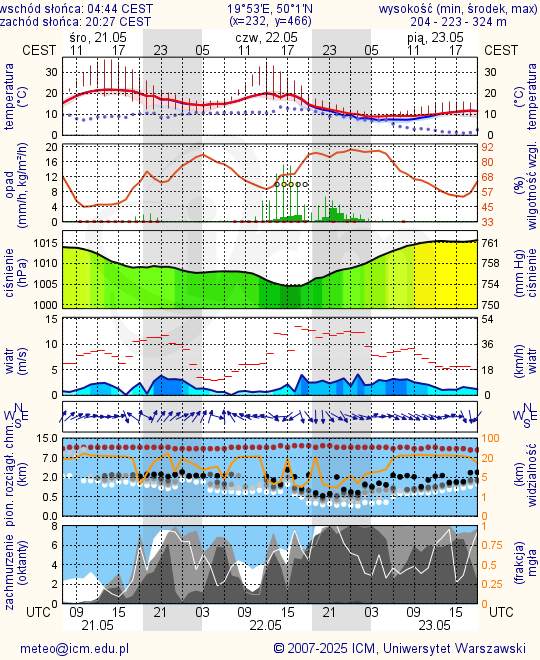 wschód słońca: 04:44 CEST 19°53'E, 50°1'N wysokość (min, środek, max)
zachód słońca: 20:27 CEST (x=232, y=466) 204 - 223 - 324 m
śro, 21.05 czw, 22.05 pią, 23.05
CEST 11 17 23 05 11 17 23 05 11 17 CEST
temperatura (°C) 30 20 10 0 30 20 10 0 temperatura (°C)
opad (mm/h, kg/m²/h) 20 16 12 8 4 0 92 80 68 56 45 33 (%) wilgotność wzgl.
ciśnienie (hPa) 1015 1010 1005 1000 761 758 754 750 (mm Hg) ciśnienie
wiatr (m/s) 15 10 5 0 54 36 18 0 (km/h) wiatr
N W E S N W E S
pion. rozciągł. chm. (km) 15.0 7.0 2.0 0.5 0.0 100 20 5 1 0 (km) widzialność
zachmurzenie (oktanty) 8 6 4 2 0 1 0.75 0.5 0.25 0 (frakcja) mgła
UTC 09 15 21 03 09 15 21 03 09 15 UTC
21.05 22.05 23.05
meteo@icm.edu.pl © 2007-2025 ICM, Uniwersytet Warszawski